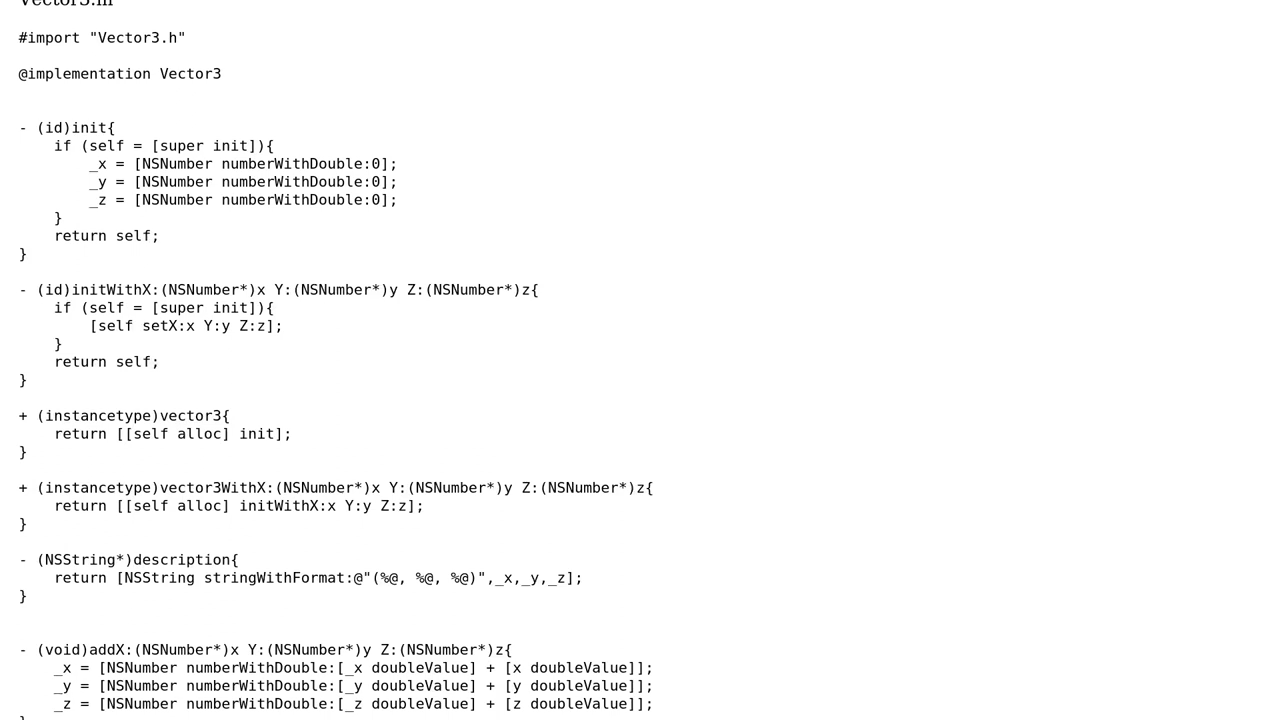 Vector3.m
#import "Vector3.h"
@implementation Vector3
- (id)init{
    if (self = [super init]){
        _x = [NSNumber numberWithDouble:0];
        _y = [NSNumber numberWithDouble:0];
        _z = [NSNumber numberWithDouble:0];
    }
    return self;
}
- (id)initWithX:(NSNumber*)x Y:(NSNumber*)y Z:(NSNumber*)z{
    if (self = [super init]){
        [self setX:x Y:y Z:z];
    }
    return self;
}
+ (instancetype)vector3{
    return [[self alloc] init];
}
+ (instancetype)vector3WithX:(NSNumber*)x Y:(NSNumber*)y Z:(NSNumber*)z{
    return [[self alloc] initWithX:x Y:y Z:z];
}
- (NSString*)description{
    return [NSString stringWithFormat:@"(%@, %@, %@)",_x,_y,_z];
}
- (void)addX:(NSNumber*)x Y:(NSNumber*)y Z:(NSNumber*)z{
    _x = [NSNumber numberWithDouble:[_x doubleValue] + [x doubleValue]];
    _y = [NSNumber numberWithDouble:[_y doubleValue] + [y doubleValue]];
    _z = [NSNumber numberWithDouble:[_z doubleValue] + [z doubleValue]];
}